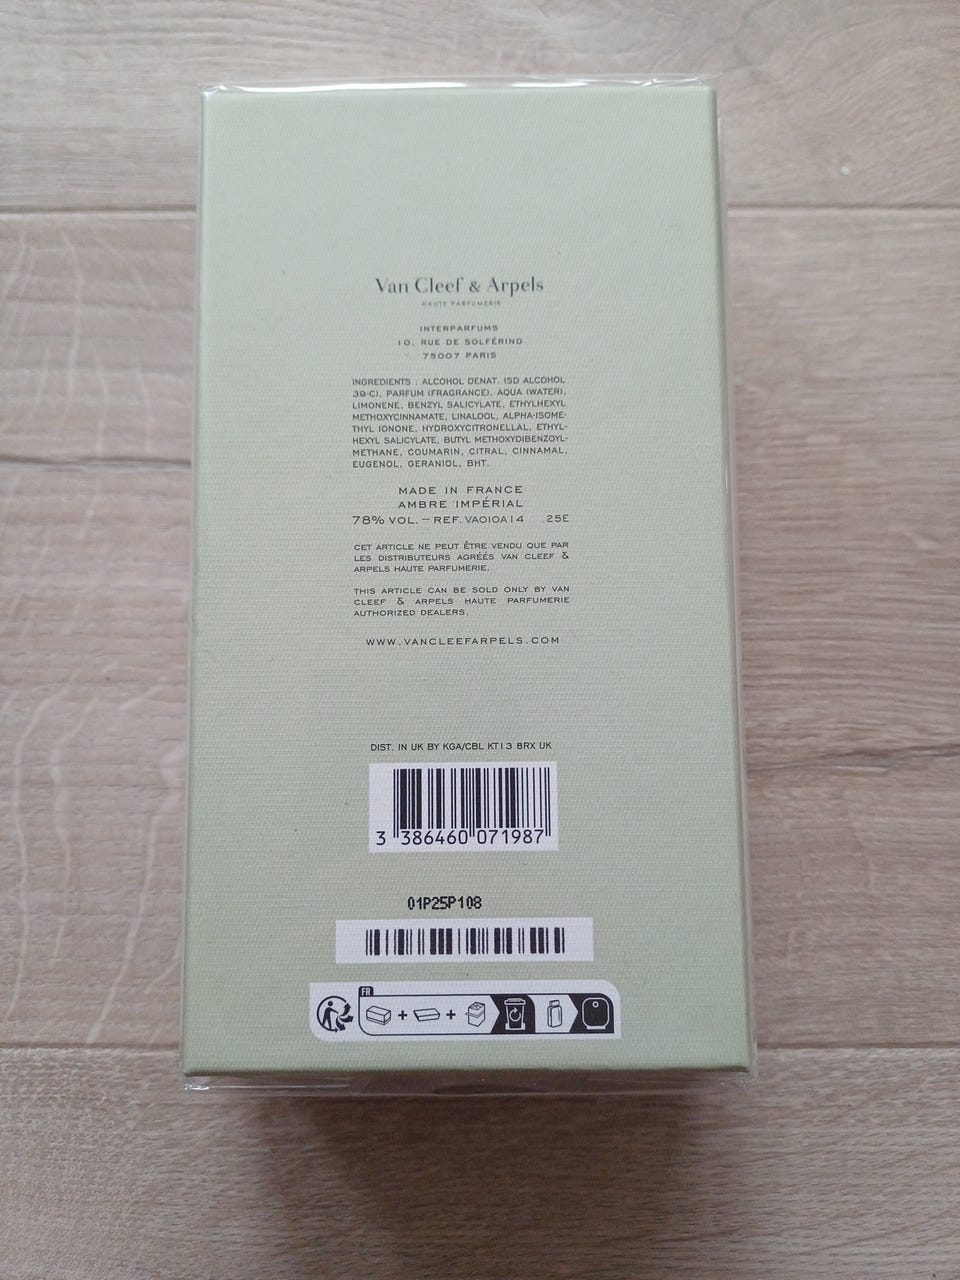 Van Cleef & Arpels
HAUTE PARFUMERIE
INTERPARFUMS
10, RUE DE SOLFÉRINO
75007 PARIS
INGREDIENTS : ALCOHOL DENAT. (SD ALCOHOL
39-C), PARFUM (FRAGRANCE), AQUA (WATER),
LIMONENE, BENZYL SALICYLATE, ETHYLHEXYL
METHOXYCINNAMATE, LINALOOL, ALPHA-ISOME-
THYL IONONE, HYDROXYCITRONELLAL, ETHYL-
HEXYL SALICYLATE, BUTYL METHOXYDIBENZOYL-
METHANE, COUMARIN, CITRAL, CINNAMAL,
EUGENOL, GERANIOL, BHT.
MADE IN FRANCE
AMBRE IMPÉRIAL
78% VOL. – REF. VA010A14 .25E
CET ARTICLE NE PEUT ÊTRE VENDU QUE PAR
LES DISTRIBUTEURS AGRÉÉS VAN CLEEF &
ARPELS HAUTE PARFUMERIE.
THIS ARTICLE CAN BE SOLD ONLY BY VAN
CLEEF & ARPELS HAUTE PARFUMERIE
AUTHORIZED DEALERS.
WWW.VANCLEEFARPELS.COM
DIST. IN UK BY KGA/CBL KT13 8RX UK
3 386460 071987
01P25P108
FR